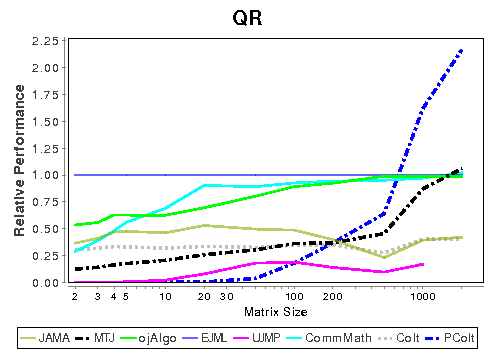 QR
2.25
2.00
1.75
1.50
1.25
1.00
0.75
0.50
0.25
0.00
Relative Performance
2 3 4 5 10 20 30 100 200 1000
Matrix Size
JAMA MTJ ojAlgo EJML UJMP CommMath Colt PColt